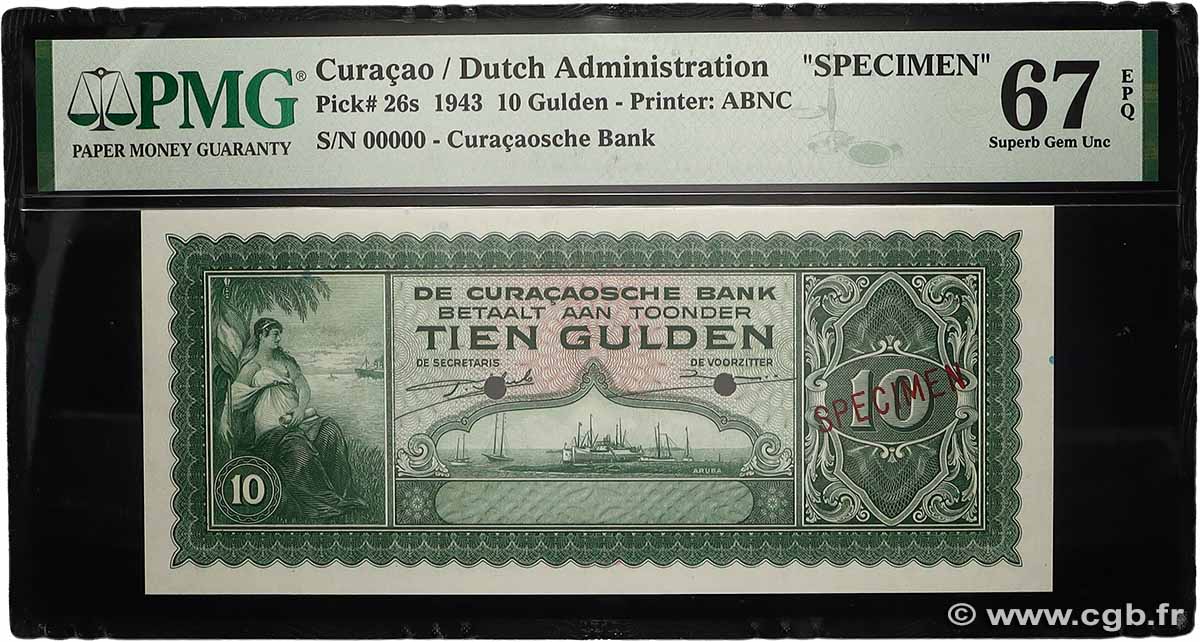 PMG®
PAPER MONEY GUARANTY
Curaçao / Dutch Administration "SPECIMEN"
Pick# 26s 1943 10 Gulden - Printer: ABNC
S/N 00000 - Curaçaosche Bank
67
EPQ
Superb Gem Unc
DE CURAÇAOSCHE BANK
BETAALT AAN TOONDER
TIEN GULDEN
DE SECRETARIS DE VOORZITTER
10
SPECIMEN
ARUBA
10
© www.cgb.fr